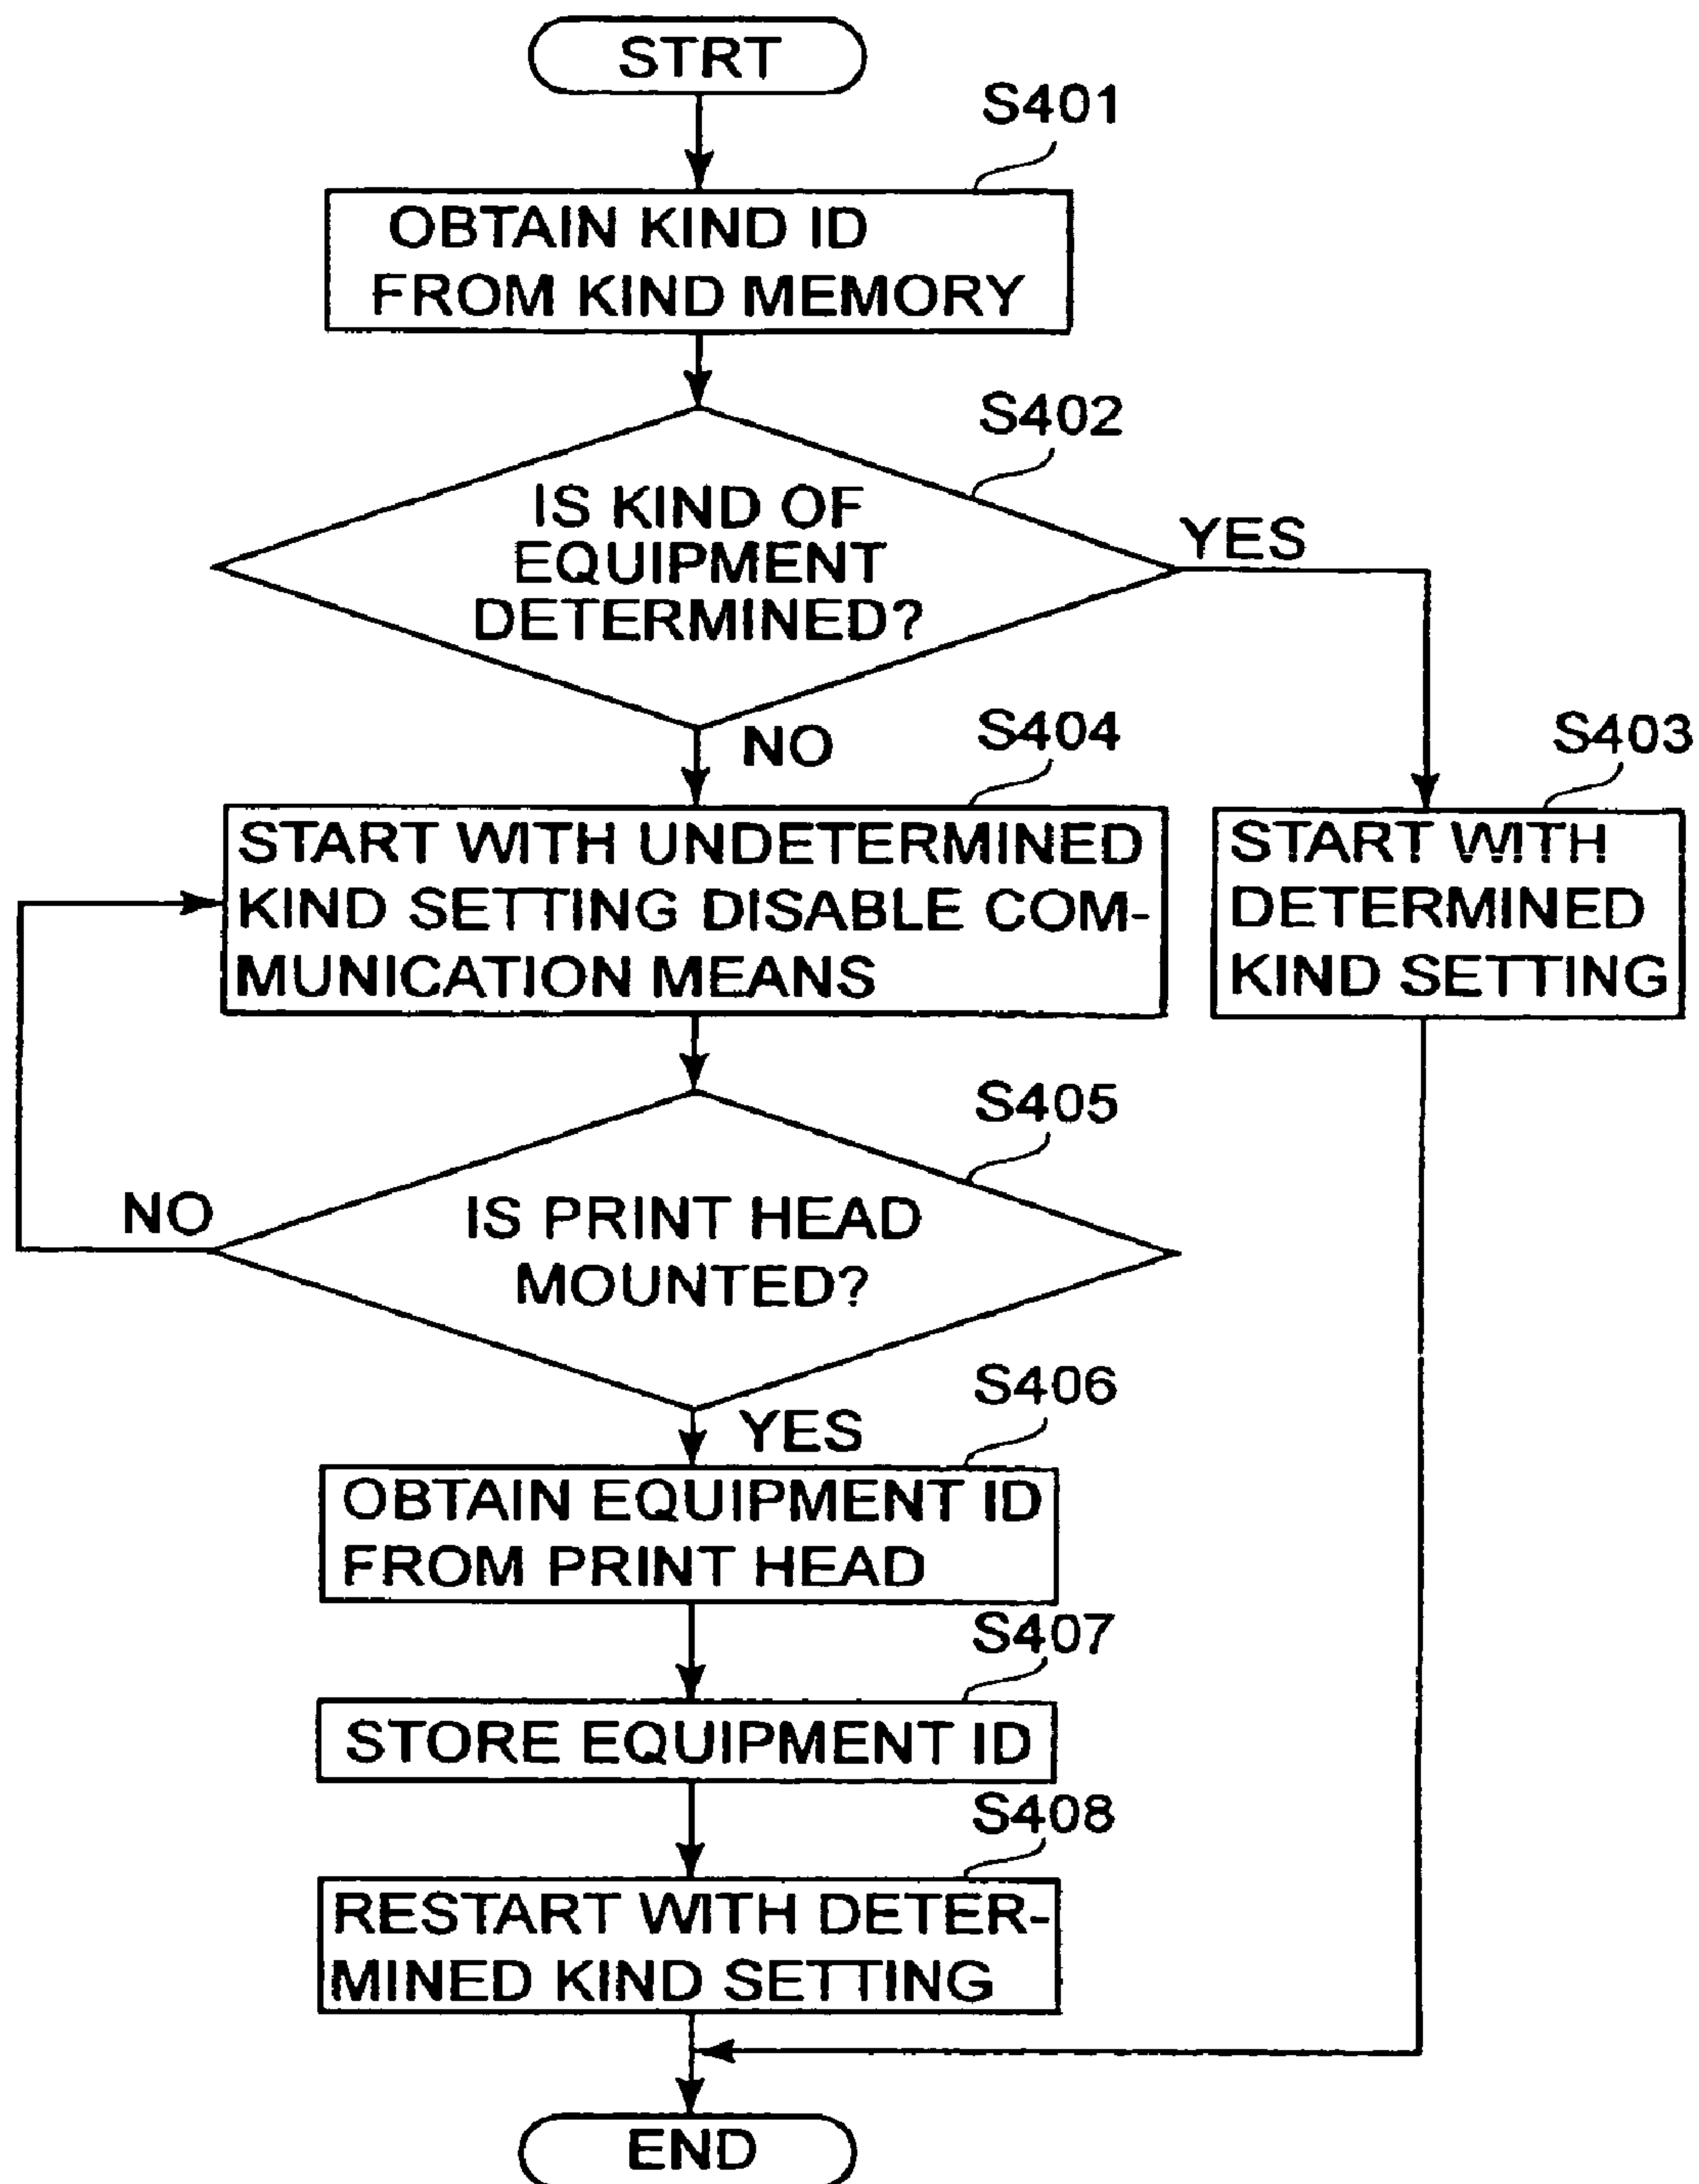 STRT
S401
OBTAIN KIND ID
FROM KIND MEMORY
S402
IS KIND OF
EQUIPMENT
DETERMINED?
YES
NO
S404
START WITH UNDETERMINED
KIND SETTING DISABLE COM-
MUNICATION MEANS
S403
START WITH
DETERMINED
KIND SETTING
S405
IS PRINT HEAD
MOUNTED?
NO
YES
S406
OBTAIN EQUIPMENT ID
FROM PRINT HEAD
S407
STORE EQUIPMENT ID
S408
RESTART WITH DETER-
MINED KIND SETTING
END